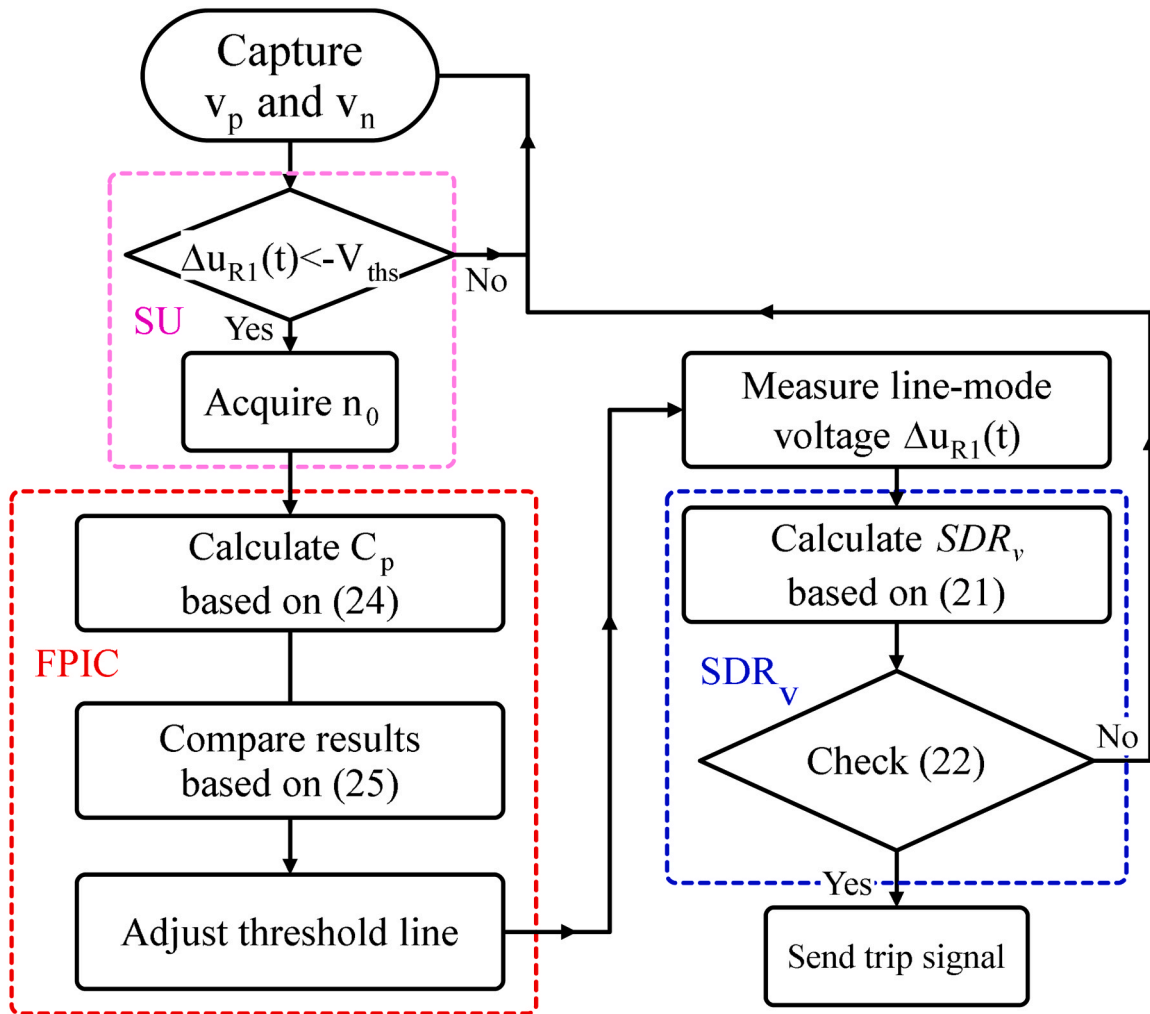 Capture
v_p and v_n
Δu_R1(t)<-V_ths
No
SU
Yes
Acquire n_0
Calculate C_p
based on (24)
FPIC
Compare results
based on (25)
Adjust threshold line
Measure line-mode
voltage Δu_R1(t)
Calculate SDR_v
based on (21)
SDR_v
Check (22)
No
Yes
Send trip signal